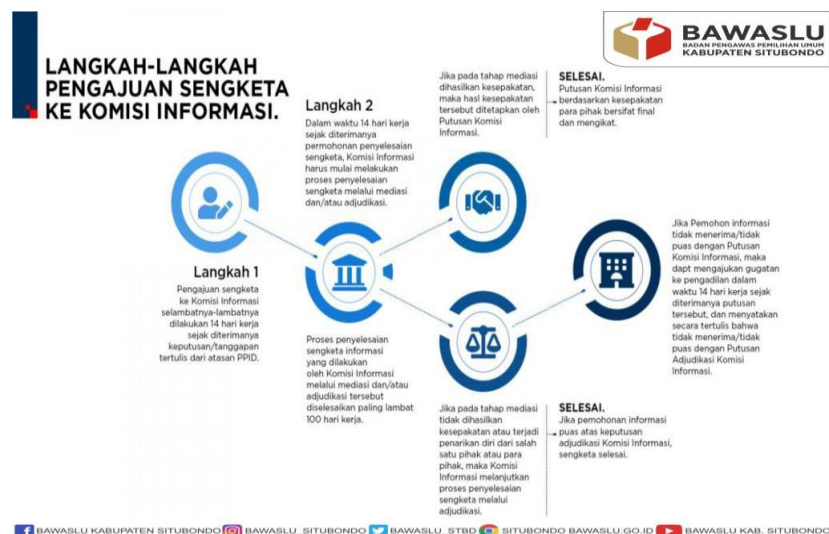 LANGKAH-LANGKAH
PENGAJUAN SENGKETA
KE KOMISI INFORMASI.
BAWASLU
BADAN PENGAWAS PEMILIHAN UMUM
KABUPATEN SITUBONDO
Langkah 1
Pengajuan sengketa
ke Komisi Informasi
selambatnya-lambatnya
dilakukan 14 hari kerja
sejak diterimanya
keputusan/tanggapan
tertulis dari atasan PPID.
Langkah 2
Dalam waktu 14 hari kerja
sejak diterimanya
permohonan penyelesaian
sengketa, Komisi Informasi
harus mulai melakukan
proses penyelesaian
sengketa melalui mediasi
dan/atau adjudikasi.
Proses penyelesaian
sengketa informasi
yang dilakukan
oleh Komisi Informasi
melalui mediasi dan/atau
adjudikasi tersebut
diselesaikan paling lambat
100 hari kerja.
Jika pada tahap mediasi
dihasilkan kesepakatan,
maka hasl kesepakatan
tersebut ditetapkan oleh
Putusan Komisi
Informasi.
SELESAI.
Putusan Komisi Informasi
berdasarkan kesepakatan
para pihak bersifat final
dan mengikat.
Jika pada tahap mediasi
tidak dihasilkan
kesepakatan atau terjadi
penarikan diri dari salah
satu pihak atau para
pihak, maka Komisi
Informasi melanjutkan
proses penyelesaian
sengketa melalui
adjudikasi.
SELESAI.
Jika pemohonan informasi
puas atas keputusan
adjudikasi Komisi Informasi,
sengketa selesai.
Jika Pemohon informasi
tidak menerima/tidak
puas dengan Putusan
Komisi Informasi, maka
dapt mengajukan gugatan
ke pengadilan dalam
waktu 14 hari kerja sejak
diterimanya putusan
tersebut, dan menyatakan
secara tertulis bahwa
tidak menerima/tidak
puas dengan Putusan
Adjudikasi Komisi
Informasi.
BAWASLU KABUPATEN SITUBONDO BAWASLU_SITUBONDO BAWASLU_STBD SITUBONDO BAWASLU.GO.ID BAWASLU KAB. SITUBONDO